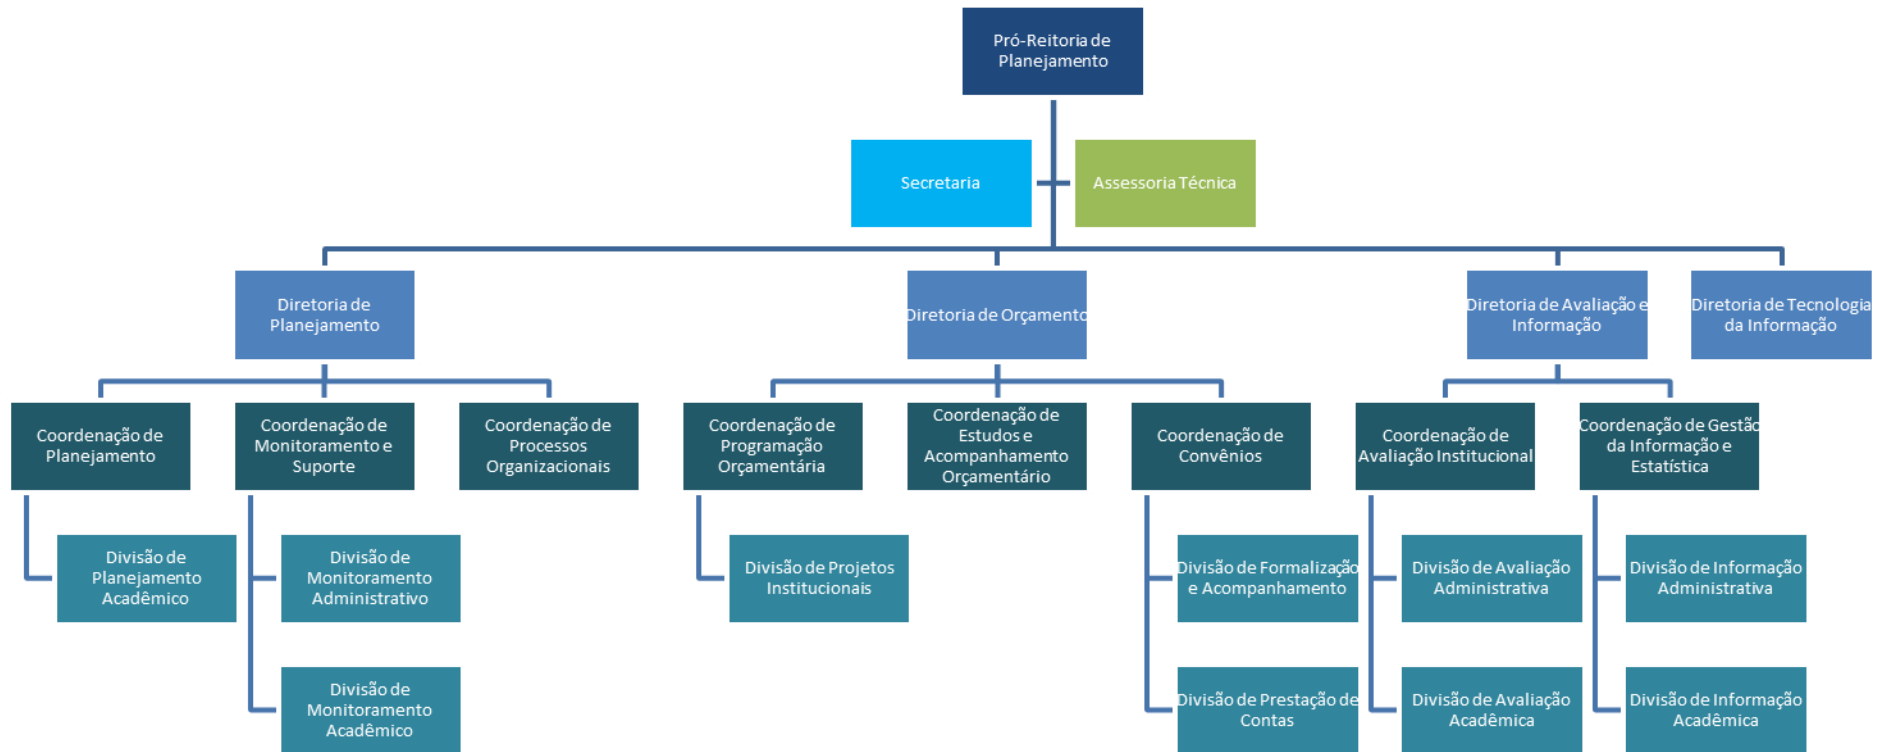 Pró-Reitoria de
Planejamento
Secretaria
Assessoria Técnica
Diretoria de
Planejamento
Diretoria de Orçamento
Diretoria de Avaliação e
Informação
Diretoria de Tecnologia
da Informação
Coordenação de
Planejamento
Coordenação de
Monitoramento e
Suporte
Coordenação de
Processos
Organizacionais
Coordenação de
Programação
Orçamentária
Coordenação de
Estudos e
Acompanhamento
Orçamentário
Coordenação de
Convênios
Coordenação de
Avaliação Institucional
Coordenação de Gestão
da Informação e
Estatística
Divisão de
Planejamento
Acadêmico
Divisão de
Monitoramento
Administrativo
Divisão de Projetos
Institucionais
Divisão de Formalização
e Acompanhamento
Divisão de Avaliação
Administrativa
Divisão de Informação
Administrativa
Divisão de
Monitoramento
Acadêmico
Divisão de Prestação de
Contas
Divisão de Avaliação
Acadêmica
Divisão de Informação
Acadêmica